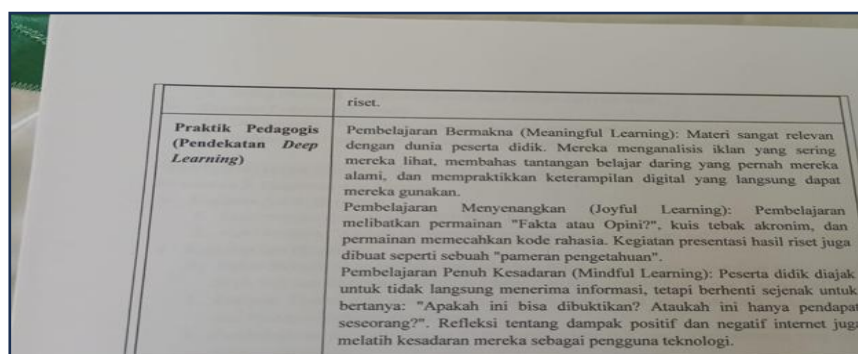 riset.
Praktik Pedagogis
(Pendekatan Deep
Learning)
Pembelajaran Bermakna (Meaningful Learning): Materi sangat relevan
dengan dunia peserta didik. Mereka menganalisis iklan yang sering
mereka lihat, membahas tantangan belajar daring yang pernah mereka
alami, dan mempraktikkan keterampilan digital yang langsung dapat
mereka gunakan.
Pembelajaran Menyenangkan (Joyful Learning): Pembelajaran
melibatkan permainan "Fakta atau Opini?", kuis tebak akronim, dan
permainan memecahkan kode rahasia. Kegiatan presentasi hasil riset juga
dibuat seperti sebuah "pameran pengetahuan".
Pembelajaran Penuh Kesadaran (Mindful Learning): Peserta didik diajak
untuk tidak langsung menerima informasi, tetapi berhenti sejenak untuk
bertanya: "Apakah ini bisa dibuktikan? Ataukah ini hanya pendapat
seseorang?". Refleksi tentang dampak positif dan negatif internet jug
melatih kesadaran mereka sebagai pengguna teknologi.